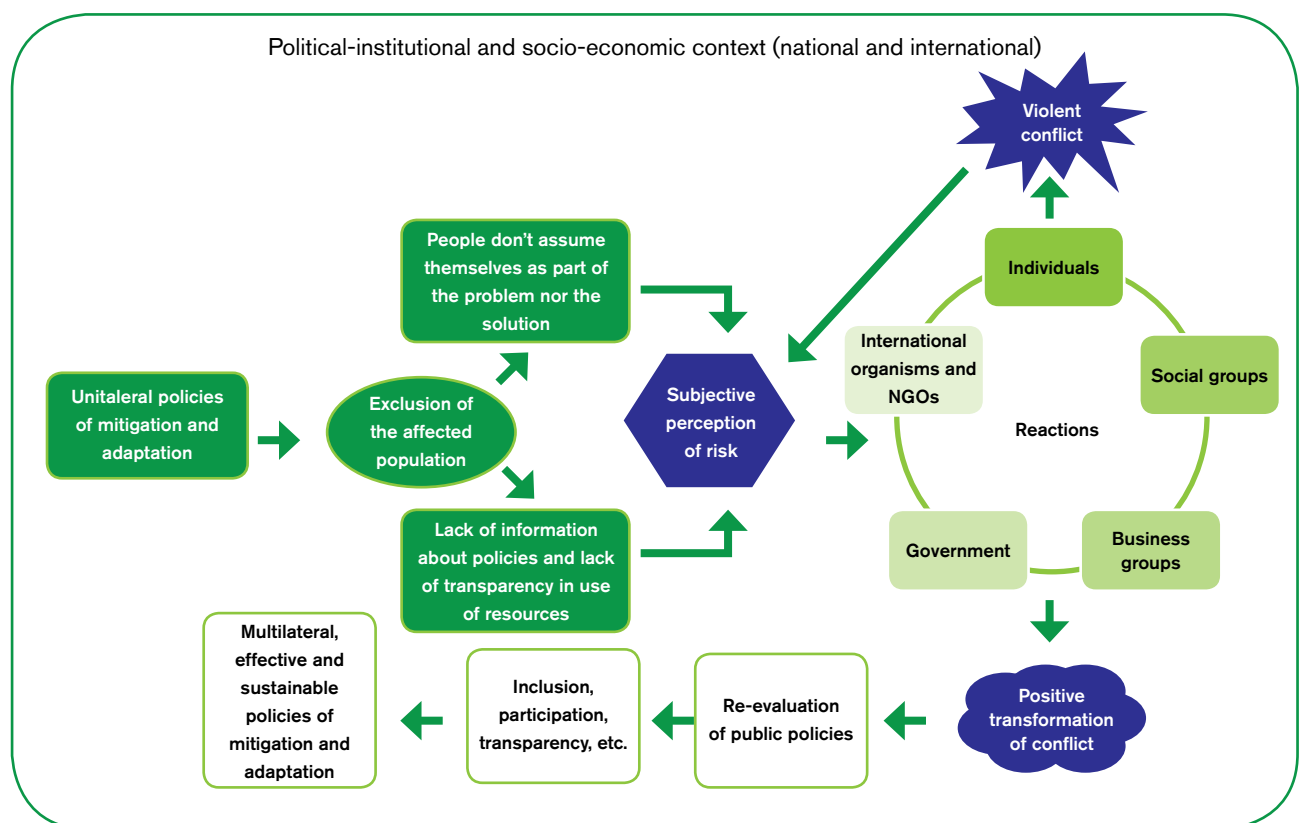 Political-institutional and socio-economic context (national and international)
Violent
conflict
People don't assume
themselves as part of
the problem nor the
solution
Individuals
International
organisms and
NGOs
Social groups
Unitaleral policies
of mitigation and
adaptation
Exclusion of
the affected
population
Subjective
perception
of risk
Reactions
Lack of information
about policies and lack
of transparency in use
of resources
Government
Business
groups
Multilateral,
effective and
sustainable
policies of
mitigation and
adaptation
Inclusion,
participation,
transparency, etc.
Re-evaluation
of public policies
Positive
transformation
of conflict